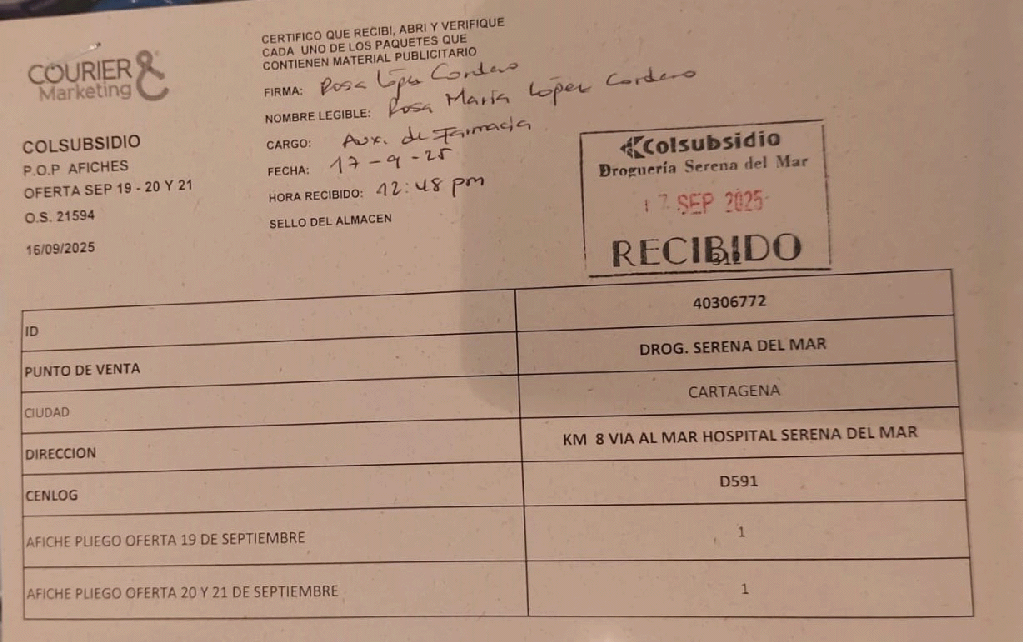 COURIER &
Marketing
COLSUBSIDIO
P.O.P AFICHES
OFERTA SEP 19 - 20 Y 21
O.S. 21594
16/09/2025
CERTIFICO QUE RECIBI, ABRI Y VERIFIQUE
CADA UNO DE LOS PAQUETES QUE
CONTIENEN MATERIAL PUBLICITARIO
FIRMA: Rosa López Cordero
NOMBRE LEGIBLE: Rosa María López Cordero
CARGO: Aux. de Farmacia
FECHA: 17-9-25
HORA RECIBIDO: 12:48 pm
SELLO DEL ALMACEN
Colsubsidio
Droguería Serena del Mar
17 SEP 2025
RECIBIDO
ID 40306772
PUNTO DE VENTA DROG. SERENA DEL MAR
CIUDAD CARTAGENA
DIRECCION KM 8 VIA AL MAR HOSPITAL SERENA DEL MAR
CENLOG D591
AFICHE PLIEGO OFERTA 19 DE SEPTIEMBRE 1
AFICHE PLIEGO OFERTA 20 Y 21 DE SEPTIEMBRE 1